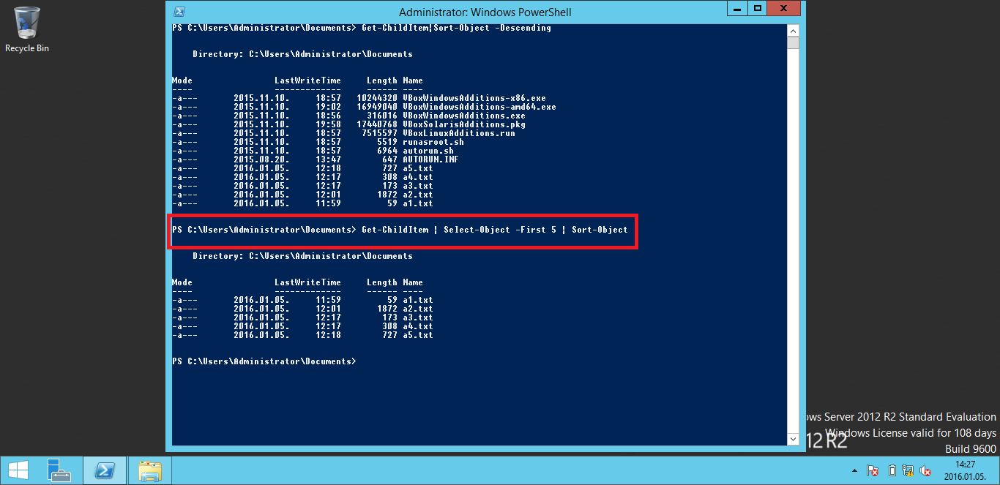 Recycle Bin
Administrator: Windows PowerShell
PS C:\Users\Administrator\Documents> Get-ChildItem|Sort-Object -Descending
Directory: C:\Users\Administrator\Documents
Mode LastWriteTime Length Name
---- ------------- ------ ----
-a--- 2015.11.10. 18:57 10244320 VBoxWindowsAdditions-x86.exe
-a--- 2015.11.10. 19:02 16949040 VBoxWindowsAdditions-amd64.exe
-a--- 2015.11.10. 18:56 316016 VBoxWindowsAdditions.exe
-a--- 2015.11.10. 19:58 17440768 VBoxSolarisAdditions.pkg
-a--- 2015.11.10. 18:57 7515597 VBoxLinuxAdditions.run
-a--- 2015.11.10. 18:57 5519 runasroot.sh
-a--- 2015.11.10. 18:57 6964 autorun.sh
-a--- 2015.08.20. 13:47 647 AUTORUN.INF
-a--- 2016.01.05. 12:18 727 a5.txt
-a--- 2016.01.05. 12:17 308 a4.txt
-a--- 2016.01.05. 12:17 173 a3.txt
-a--- 2016.01.05. 12:01 1872 a2.txt
-a--- 2016.01.05. 11:59 59 a1.txt
PS C:\Users\Administrator\Documents> Get-ChildItem | Select-Object -First 5 | Sort-Object
Directory: C:\Users\Administrator\Documents
Mode LastWriteTime Length Name
---- ------------- ------ ----
-a--- 2016.01.05. 11:59 59 a1.txt
-a--- 2016.01.05. 12:01 1872 a2.txt
-a--- 2016.01.05. 12:17 173 a3.txt
-a--- 2016.01.05. 12:17 308 a4.txt
-a--- 2016.01.05. 12:18 727 a5.txt
PS C:\Users\Administrator\Documents>
ows Server 2012 R2 Standard Evaluation
Windows License valid for 108 days
12 R2
Build 9600
14:27
2016.01.05.